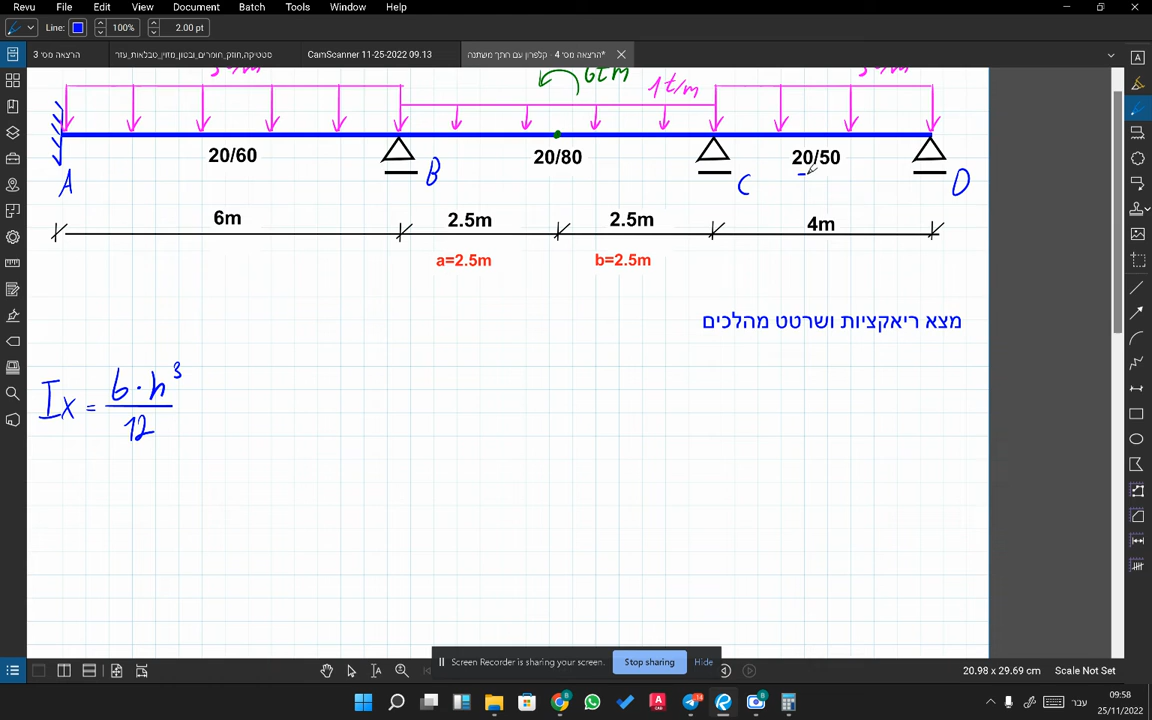 Revu File Edit View Document Batch Tools Window Help
Line: 100% 2.00 pt
הרצאה מס' 3
סטטיקה,חוזק,חומרים,ובטון,מזוין,טבלאות,עזר
CamScanner 11-25-2022 09.13
הרצאה מס' 4 - קלפרון עם חתך משתנה*
6tm
1t/m
20/60 20/80 20/50
A B C D
6m 2.5m 2.5m 4m
a=2.5m b=2.5m
מצא ריאקציות ושרטט מהלכים
Ix = b·h³
12
Screen Recorder is sharing your screen. Stop sharing Hide
20.98 x 29.69 cm Scale Not Set
09:58
עבר
25/11/2022